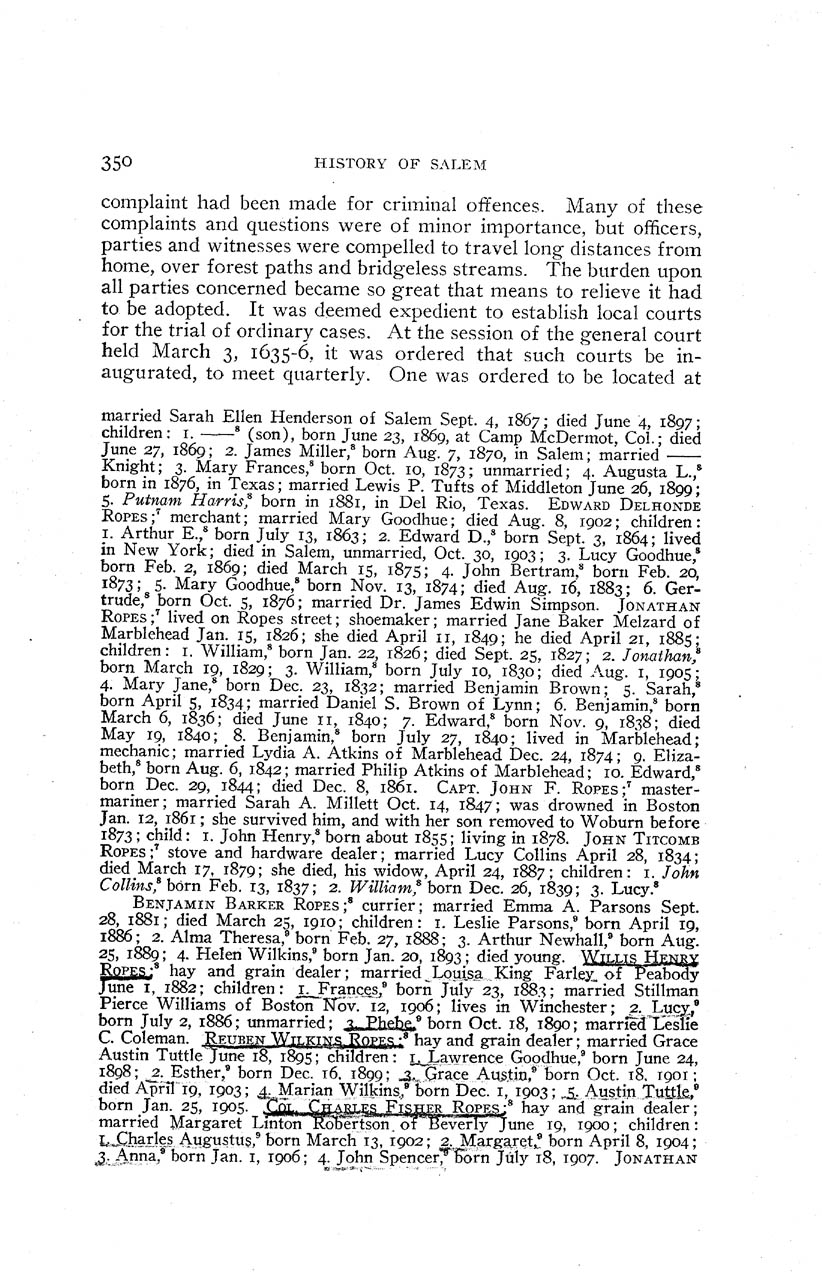 350 HISTORY OF SALEM
complaint had been made for criminal offences. Many of these
complaints and questions were of minor importance, but officers,
parties and witnesses were compelled to travel long distances from
home, over forest paths and bridgeless streams. The burden upon
all parties concerned became so great that means to relieve it had
to be adopted. It was deemed expedient to establish local courts
for the trial of ordinary cases. At the session of the general court
held March 3, 1635-6, it was ordered that such courts be in-
augurated, to meet quarterly. One was ordered to be located at
married Sarah Ellen Henderson of Salem Sept. 4, 1867; died June 4, 1897;
children: 1. ——⁸ (son), born June 23, 1869, at Camp McDermot, Col.; died
June 27, 1869; 2. James Miller,⁸ born Aug. 7, 1870, in Salem; married ——
Knight; 3. Mary Frances,⁸ born Oct. 10, 1873; unmarried; 4. Augusta L.,⁸
born in 1876, in Texas; married Lewis P. Tufts of Middleton June 26, 1899;
5. Putnam Harris,⁸ born in 1881, in Del Rio, Texas. EDWARD DELHONDE
ROPES;⁷ merchant; married Mary Goodhue; died Aug. 8, 1902; children:
1. Arthur E.,⁸ born July 13, 1863; 2. Edward D.,⁸ born Sept. 3, 1864; lived
in New York; died in Salem, unmarried, Oct. 30, 1903; 3. Lucy Goodhue,⁸
born Feb. 2, 1869; died March 15, 1875; 4. John Bertram,⁸ born Feb. 20,
1873; 5. Mary Goodhue,⁸ born Nov. 13, 1874; died Aug. 16, 1883; 6. Ger-
trude,⁸ born Oct. 5, 1876; married Dr. James Edwin Simpson. JONATHAN
ROPES;⁷ lived on Ropes street; shoemaker; married Jane Baker Melzard of
Marblehead Jan. 15, 1826; she died April 11, 1849; he died April 21, 1885;
children: 1. William,⁸ born Jan. 22, 1826; died Sept. 25, 1827; 2. Jonathan,⁸
born March 19, 1829; 3. William,⁸ born July 10, 1830; died Aug. 1, 1905;
4. Mary Jane,⁸ born Dec. 23, 1832; married Benjamin Brown; 5. Sarah,⁸
born April 5, 1834; married Daniel S. Brown of Lynn; 6. Benjamin,⁸ born
March 6, 1836; died June 11, 1840; 7. Edward,⁸ born Nov. 9, 1838; died
May 19, 1840; 8. Benjamin,⁸ born July 27, 1840; lived in Marblehead;
mechanic; married Lydia A. Atkins of Marblehead Dec. 24, 1874; 9. Eliza-
beth,⁸ born Aug. 6, 1842; married Philip Atkins of Marblehead; 10. Edward,⁸
born Dec. 29, 1844; died Dec. 8, 1861. CAPT. JOHN F. ROPES;⁷ master-
mariner; married Sarah A. Millett Oct. 14, 1847; was drowned in Boston
Jan. 12, 1861; she survived him, and with her son removed to Woburn before
1873; child: 1. John Henry,⁸ born about 1855; living in 1878. JOHN TITCOMB
ROPES;⁷ stove and hardware dealer; married Lucy Collins April 28, 1834;
died March 17, 1879; she died, his widow, April 24, 1887; children: 1. John
Collins,⁸ born Feb. 13, 1837; 2. William,⁸ born Dec. 26, 1839; 3. Lucy.⁸
BENJAMIN BARKER ROPES;⁸ currier; married Emma A. Parsons Sept.
28, 1881; died March 25, 1910; children: 1. Leslie Parsons,⁹ born April 19,
1886; 2. Alma Theresa,⁹ born Feb. 27, 1888; 3. Arthur Newhall,⁹ born Aug.
25, 1889; 4. Helen Wilkins,⁹ born Jan. 20, 1893; died young. WILLIS HENRY
ROPES;⁸ hay and grain dealer; married Louisa King Farley of Peabody
June 1, 1882; children: 1. Frances,⁹ born July 23, 1883; married Stillman
Pierce Williams of Boston Nov. 12, 1906; lives in Winchester; 2. Lucy,⁹
born July 2, 1886; unmarried; 3. Phebe,⁹ born Oct. 18, 1890; married Leslie
C. Coleman. REUBEN WILKINS ROPES;⁸ hay and grain dealer; married Grace
Austin Tuttle June 18, 1895; children: 1. Lawrence Goodhue,⁹ born June 24,
1898; 2. Esther,⁹ born Dec. 16, 1899; 3. Grace Austin,⁹ born Oct. 18, 1901;
died April 19, 1903; 4. Marian Wilkins,⁹ born Dec. 1, 1903; 5. Austin Tuttle,⁹
born Jan. 25, 1905. COL. CHARLES FISHER ROPES;⁸ hay and grain dealer;
married Margaret Linton Robertson of Beverly June 19, 1900; children:
1. Charles Augustus,⁹ born March 13, 1902; 2. Margaret,⁹ born April 8, 1904;
3. Anna,⁹ born Jan. 1, 1906; 4. John Spencer,⁹ born July 18, 1907. JONATHAN